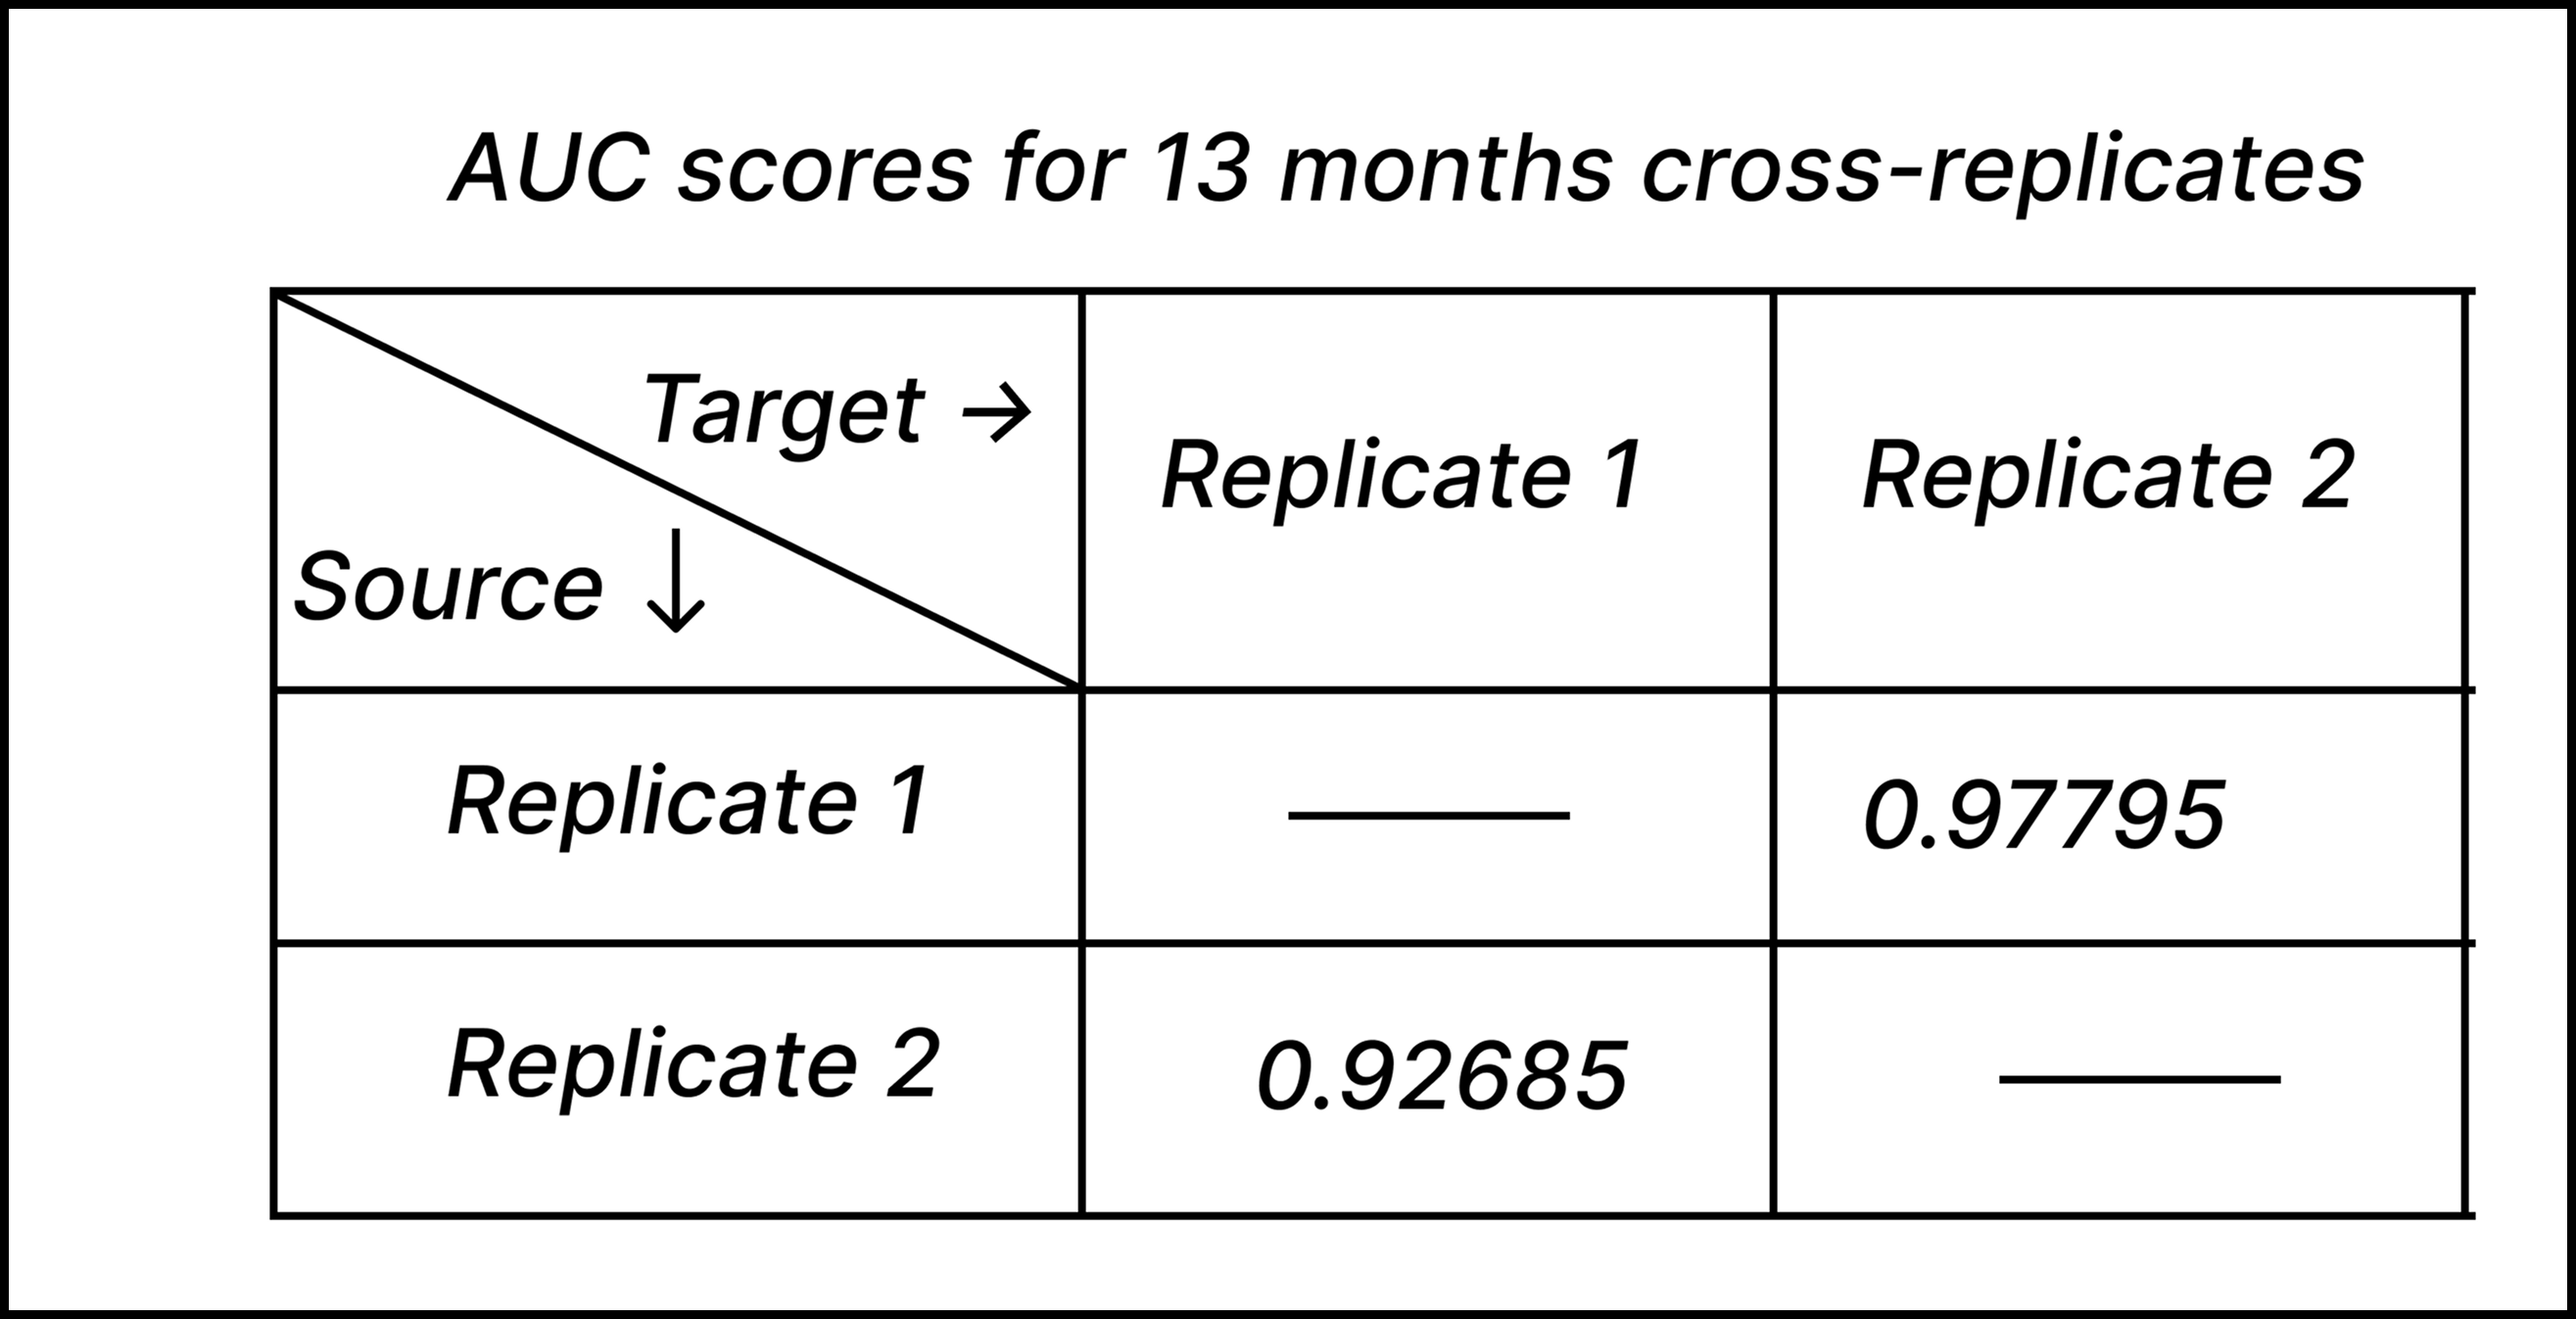 AUC scores for 13 months cross-replicates
Target →
Source ↓
Replicate 1
Replicate 2
Replicate 1
0.97795
Replicate 2
0.92685